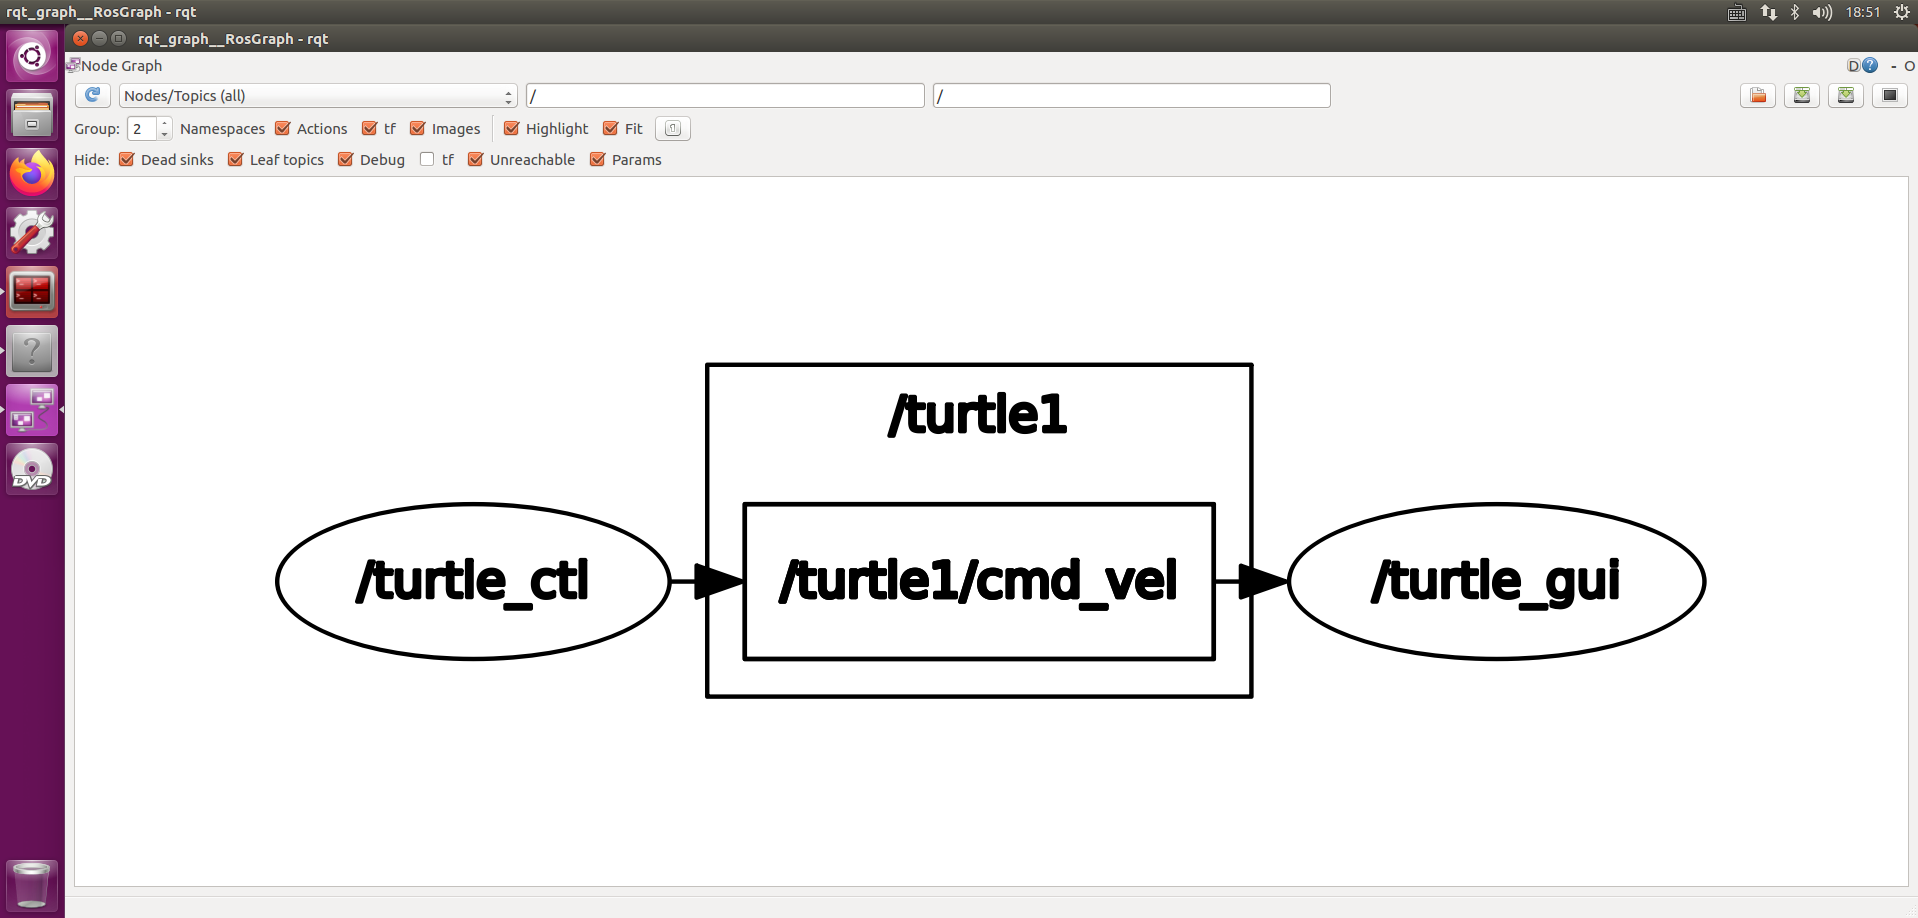 rqt_graph__RosGraph - rqt
18:51
rqt_graph__RosGraph - rqt
Node Graph
D ? - O
Nodes/Topics (all) / /
Group: 2 Namespaces Actions tf Images Highlight Fit
Hide: Dead sinks Leaf topics Debug tf Unreachable Params
/turtle1
/turtle_ctl /turtle1/cmd_vel /turtle_gui
?
DVD